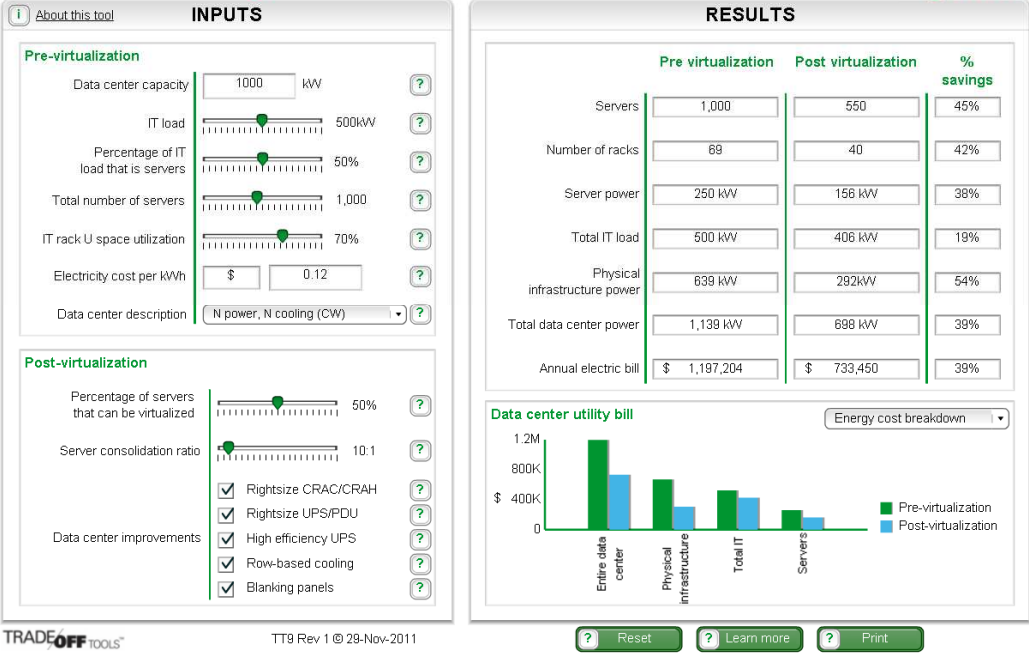 i About this tool
INPUTS
Pre-virtualization
Data center capacity 1000 kW ?
IT load 500kW ?
Percentage of IT
load that is servers 50% ?
Total number of servers 1,000 ?
IT rack U space utilization 70% ?
Electricity cost per kWh $ 0.12 ?
Data center description N power, N cooling (CW) ?
Post-virtualization
Percentage of servers
that can be virtualized 50% ?
Server consolidation ratio 10:1 ?
Data center improvements
Rightsize CRAC/CRAH ?
Rightsize UPS/PDU ?
High efficiency UPS ?
Row-based cooling ?
Blanking panels ?
RESULTS
Pre virtualization Post virtualization %
savings
Servers 1,000 550 45%
Number of racks 69 40 42%
Server power 250 kW 156 kW 38%
Total IT load 500 kW 406 kW 19%
Physical
infrastructure power 639 kW 292kW 54%
Total data center power 1,139 kW 698 kW 39%
Annual electric bill $ 1,197,204 $ 733,450 39%
Data center utility bill
Energy cost breakdown
1.2M
800K
$ 400K
0
Entire data
center
Physical
infrastructure
Total IT
Servers
Pre-virtualization
Post-virtualization
TRADEOFF TOOLS™
TT9 Rev 1 © 29-Nov-2011
? Reset ? Learn more ? Print